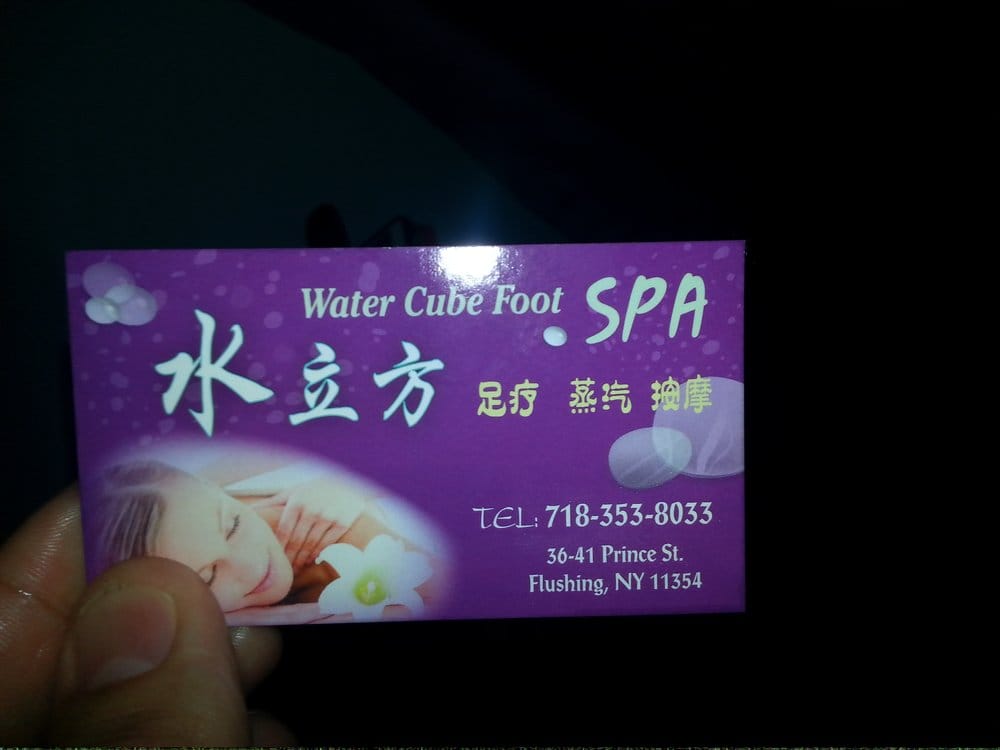 Water Cube Foot SPA
水立方 足疗 蒸汽 按摩
TEL: 718-353-8033
36-41 Prince St.
Flushing, NY 11354